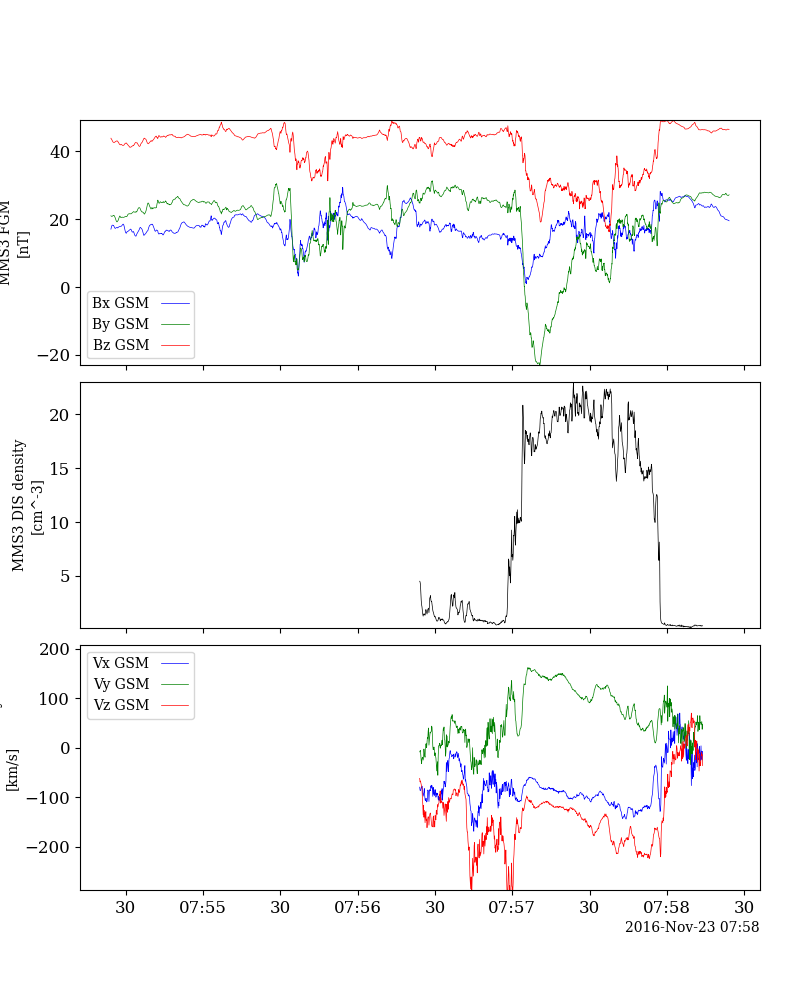 MMS3 FGM
[nT]
40
20
0
−20
Bx GSM
By GSM
Bz GSM
MMS3 DIS density
[cm^-3]
20
15
10
5
[km/s]
200
100
0
−100
−200
Vx GSM
Vy GSM
Vz GSM
30 07:55 30 07:56 30 07:57 30 07:58 30
2016-Nov-23 07:58